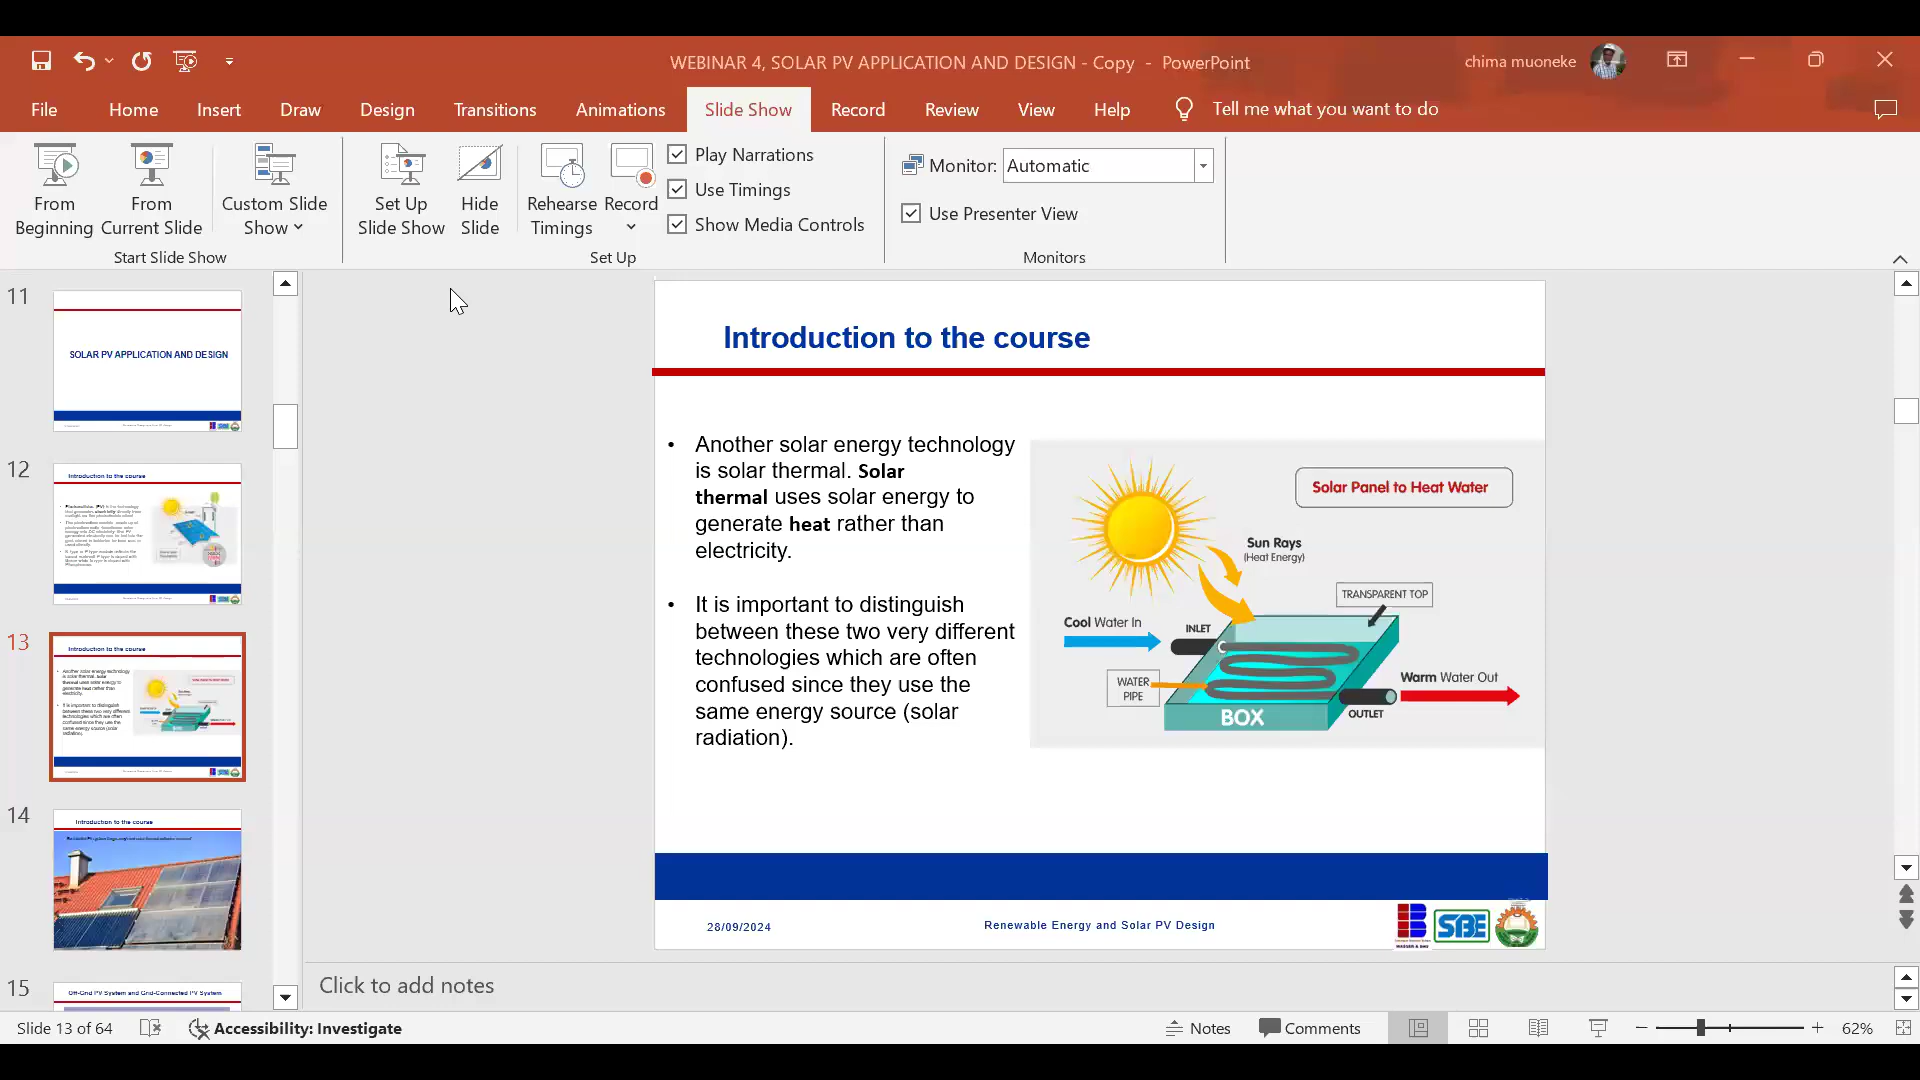 WEBINAR 4, SOLAR PV APPLICATION AND DESIGN - Copy - PowerPoint
chima muoneke
File Home Insert Draw Design Transitions Animations Slide Show Record Review View Help Tell me what you want to do
From Beginning
From Current Slide
Custom Slide Show
Start Slide Show
Set Up Slide Show
Hide Slide
Rehearse Timings
Record
Play Narrations
Use Timings
Show Media Controls
Set Up
Monitor: Automatic
Use Presenter View
Monitors
11
SOLAR PV APPLICATION AND DESIGN
12
Introduction to the course
13
Introduction to the course
14
Introduction to the course
15
Off-Grid PV System and Grid-Connected PV System
Introduction to the course
• Another solar energy technology
is solar thermal. Solar
thermal uses solar energy to
generate heat rather than
electricity.
• It is important to distinguish
between these two very different
technologies which are often
confused since they use the
same energy source (solar
radiation).
Solar Panel to Heat Water
Sun Rays
(Heat Energy)
TRANSPARENT TOP
Cool Water In
INLET
WATER
PIPE
Warm Water Out
OUTLET
BOX
28/09/2024
Renewable Energy and Solar PV Design
SBE
Click to add notes
Slide 13 of 64
Accessibility: Investigate
Notes
Comments
62%